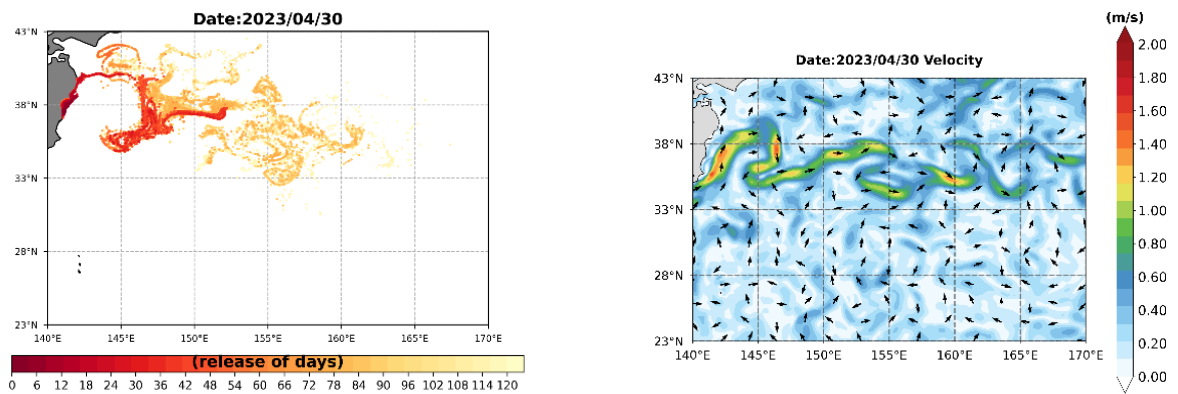 Date:2023/04/30
43°N
38°N
33°N
28°N
23°N
140°E 145°E 150°E 155°E 160°E 165°E 170°E
(release of days)
0 6 12 18 24 30 36 42 48 54 60 66 72 78 84 90 96 102 108 114 120
Date:2023/04/30 Velocity
43°N
38°N
33°N
28°N
23°N
140°E 145°E 150°E 155°E 160°E 165°E 170°E
(m/s)
2.00
1.80
1.60
1.40
1.20
1.00
0.80
0.60
0.40
0.20
0.00